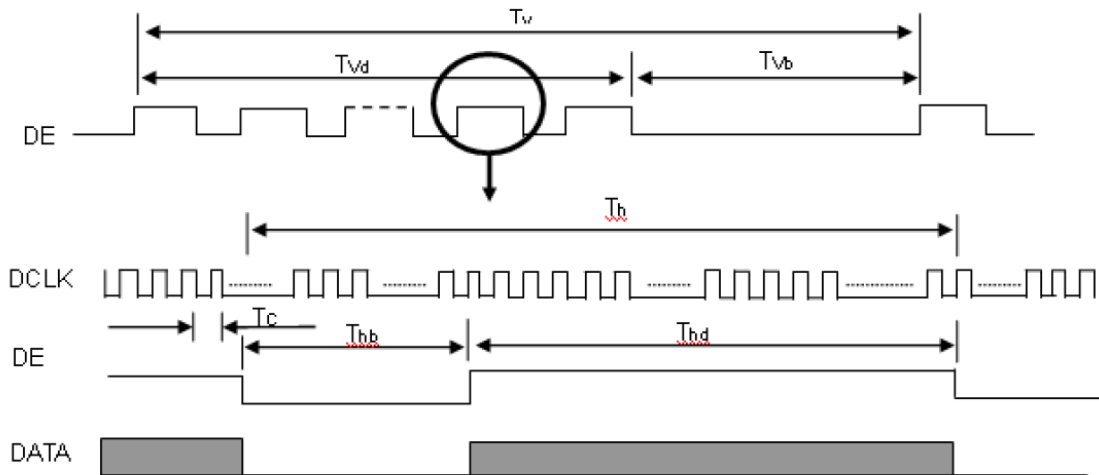 Tv
Tvd
Tvb
DE
Th
DCLK
Tc
Thb
Thd
DE
DATA